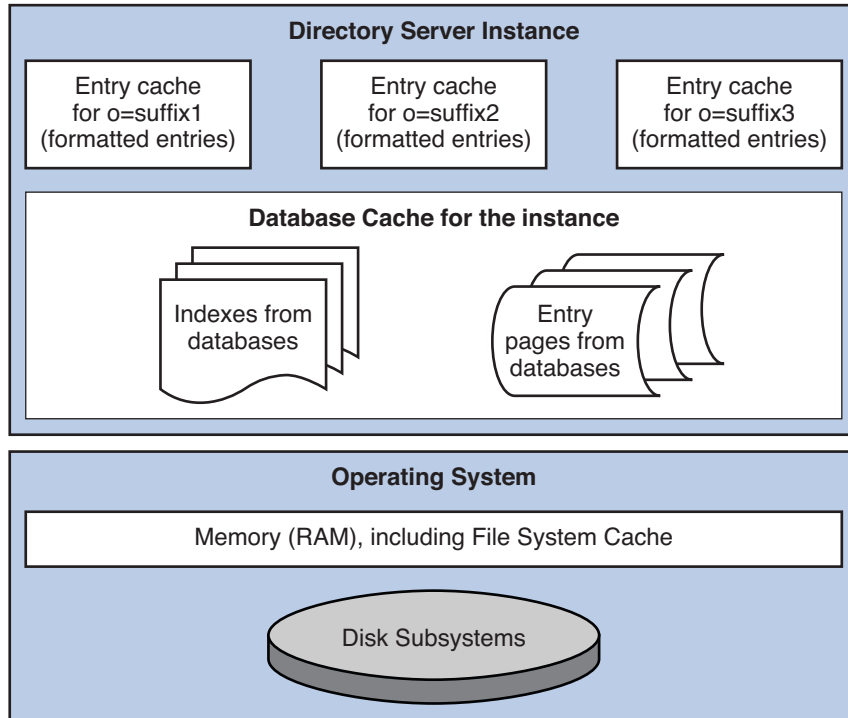 Directory Server Instance
Entry cache
for o=suffix1
(formatted entries)
Entry cache
for o=suffix2
(formatted entries)
Entry cache
for o=suffix3
(formatted entries)
Database Cache for the instance
Indexes from
databases
Entry
pages from
databases
Operating System
Memory (RAM), including File System Cache
Disk Subsystems